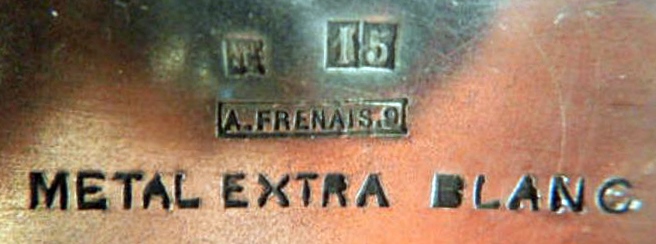 15
A. FRENAIS.
METAL EXTRA BLANC